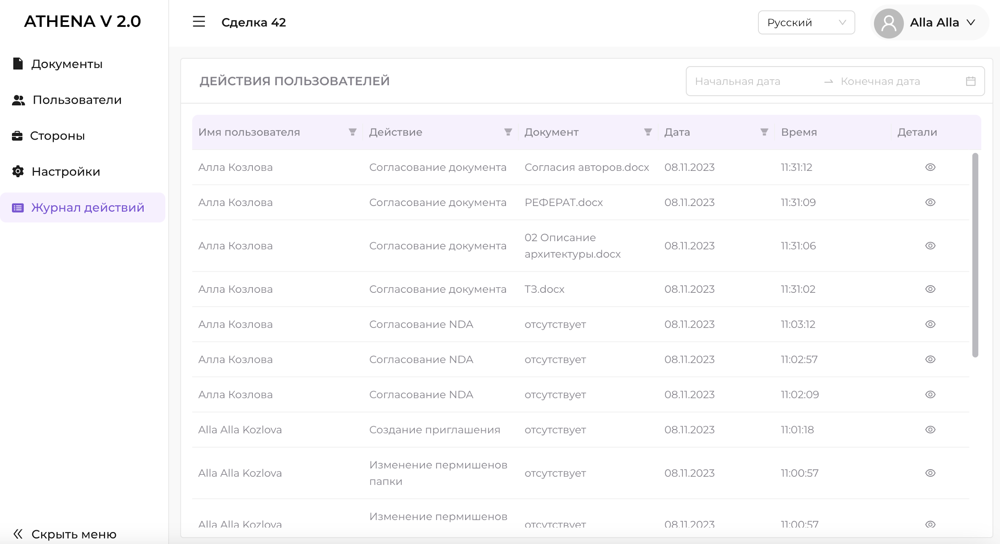 ATHENA V 2.0
Документы
Пользователи
Стороны
Настройки
Журнал действий
Скрыть меню
Сделка 42
Русский
Alla Alla
ДЕЙСТВИЯ ПОЛЬЗОВАТЕЛЕЙ
Начальная дата → Конечная дата
Имя пользователя Действие Документ Дата Время Детали
Алла Козлова Согласование документа Согласия авторов.docx 08.11.2023 11:31:12
Алла Козлова Согласование документа РЕФЕРАТ.docx 08.11.2023 11:31:09
Алла Козлова Согласование документа 02 Описание
архитектуры.docx 08.11.2023 11:31:06
Алла Козлова Согласование документа ТЗ.docx 08.11.2023 11:31:02
Алла Козлова Согласование NDA отсутствует 08.11.2023 11:03:12
Алла Козлова Согласование NDA отсутствует 08.11.2023 11:02:57
Алла Козлова Согласование NDA отсутствует 08.11.2023 11:02:09
Alla Alla Kozlova Создание приглашения отсутствует 08.11.2023 11:01:18
Alla Alla Kozlova Изменение пермишенов
папки отсутствует 08.11.2023 11:00:57
Alla Alla Kozlova Изменение пермишенов отсутствует 08.11.2023 11:00:57